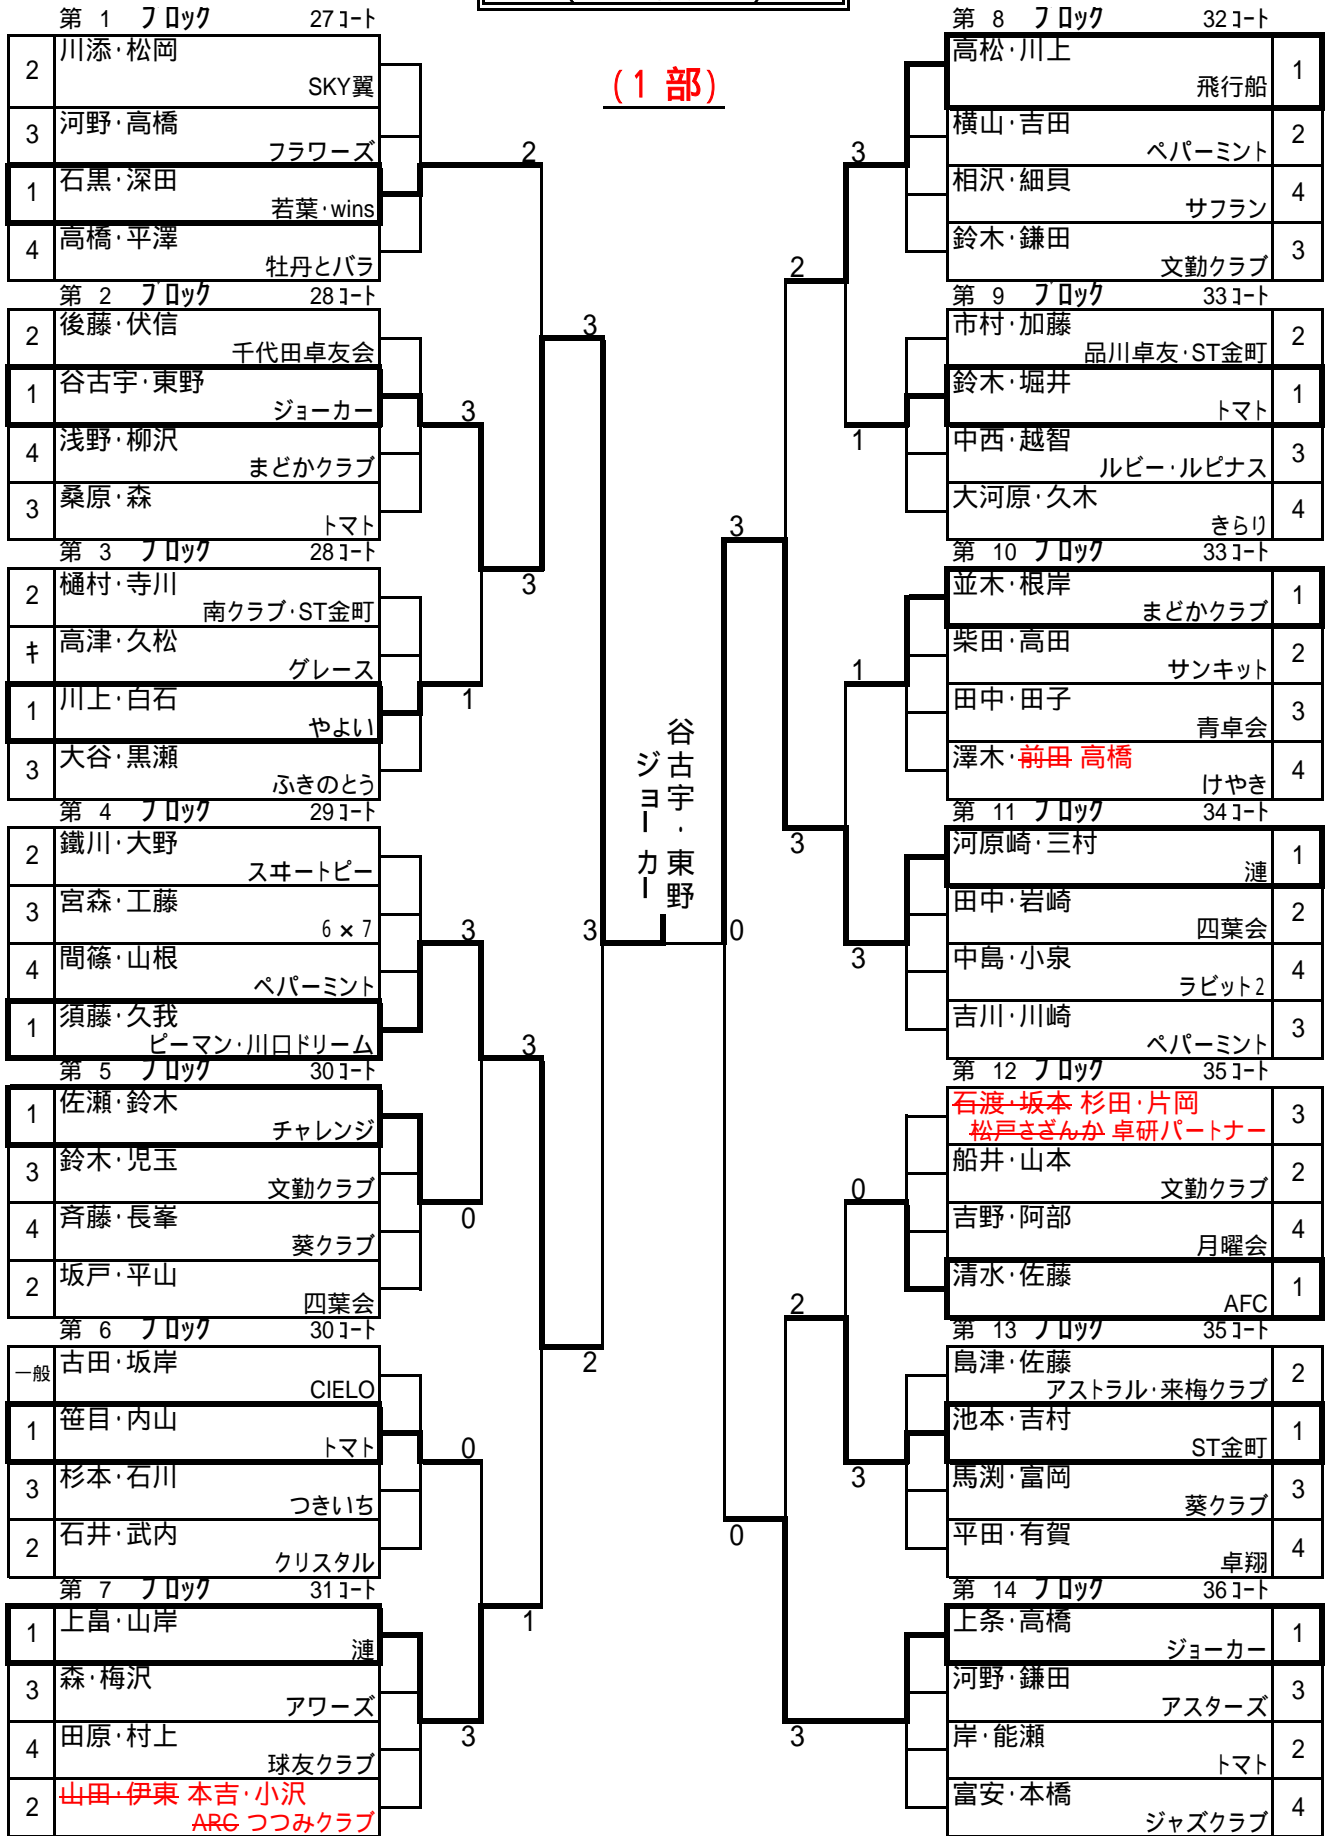 (1 部)
第 1 ブロック 27コート
2 川添・松岡
SKY翼
3 河野・高橋
フラワーズ
1 石黒・深田
若葉・wins
4 高橋・平澤
牡丹とバラ
第 2 ブロック 28コート
2 後藤・伏信
千代田卓友会
1 谷古宇・東野
ジョーカー
4 浅野・柳沢
まどかクラブ
3 桑原・森
トマト
第 3 ブロック 28コート
2 樋村・寺川
南クラブ・ST金町
キ 高津・久松
グレース
1 川上・白石
やよい
3 大谷・黒瀬
ふきのとう
第 4 ブロック 29コート
2 鐵川・大野
スヰートピー
3 宮森・工藤
6×7
4 間篠・山根
ペパーミント
1 須藤・久我
ピーマン・川口ドリーム
第 5 ブロック 30コート
1 佐瀬・鈴木
チャレンジ
3 鈴木・児玉
文勤クラブ
4 斉藤・長峯
葵クラブ
2 坂戸・平山
四葉会
第 6 ブロック 30コート
一般 古田・坂岸
CIELO
1 笹目・内山
トマト
3 杉本・石川
つきいち
2 石井・武内
クリスタル
第 7 ブロック 31コート
1 上畠・山岸
漣
3 森・梅沢
アワーズ
4 田原・村上
球友クラブ
2 山田・伊東 本吉・小沢
ARC つつみクラブ
2
3
3
3
1
3
3
3
0
2
0
1
3
谷古宇・東野
ジョーカー
3
0
3
2
3
1
1
3
3
0
2
0
3
3
第 8 ブロック 32コート
高松・川上 1
飛行船
横山・吉田 2
ペパーミント
相沢・細貝 4
サフラン
鈴木・鎌田 3
文勤クラブ
第 9 ブロック 33コート
市村・加藤 2
品川卓友・ST金町
鈴木・堀井 1
トマト
中西・越智 3
ルビー・ルピナス
大河原・久木 4
きらり
第 10 ブロック 33コート
並木・根岸 1
まどかクラブ
柴田・高田 2
サンキット
田中・田子 3
青卓会
澤木・前田 高橋 4
けやき
第 11 ブロック 34コート
河原崎・三村 1
漣
田中・岩崎 2
四葉会
中島・小泉 4
ラビット2
吉川・川崎 3
ペパーミント
第 12 ブロック 35コート
石渡・坂本 杉田・片岡 3
松戸さざんか 卓研パートナー
船井・山本 2
文勤クラブ
吉野・阿部 4
月曜会
清水・佐藤 1
AFC
第 13 ブロック 35コート
島津・佐藤 2
アストラル・来梅クラブ
池本・吉村 1
ST金町
馬渕・富岡 3
葵クラブ
平田・有賀 4
卓翔
第 14 ブロック 36コート
上条・高橋 1
ジョーカー
河野・鎌田 3
アスターズ
岸・能瀬 2
トマト
富安・本橋 4
ジャズクラブ